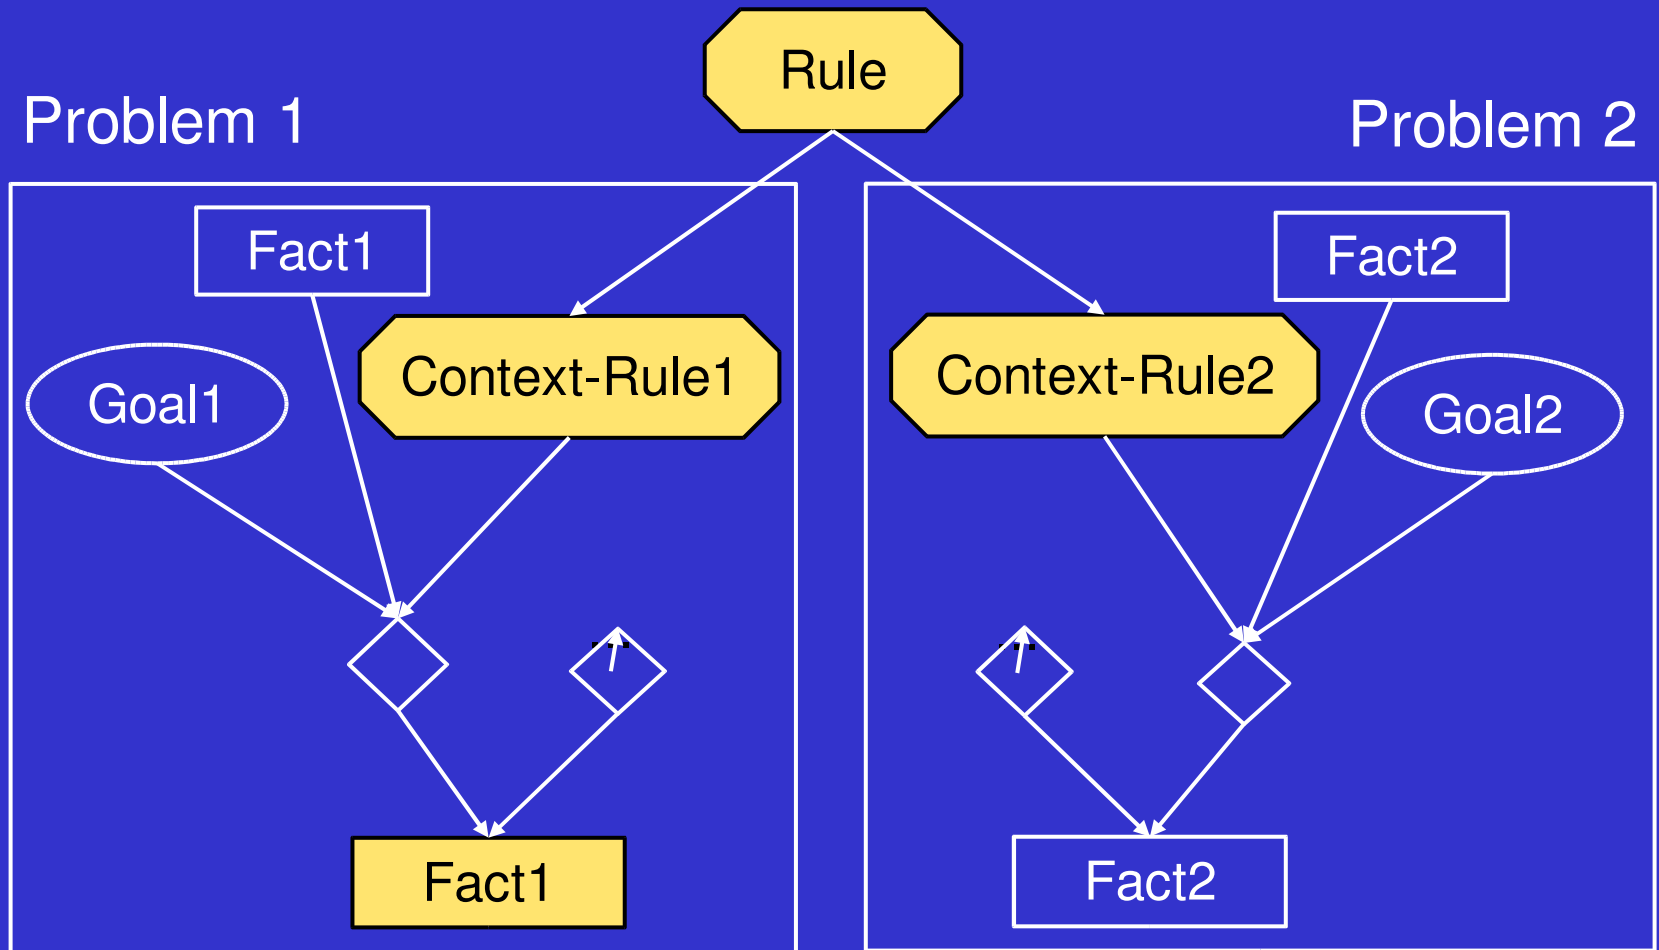 Rule
Problem 1
Problem 2
Fact1
Fact2
Context-Rule1
Context-Rule2
Goal1
Goal2
...
...
Fact1
Fact2